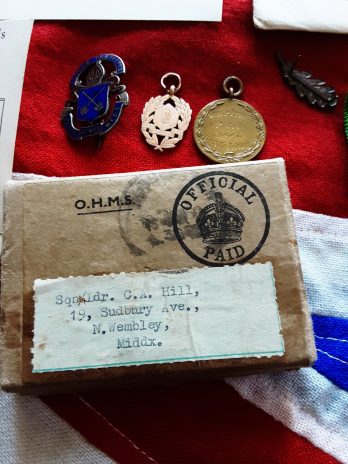 O.H.M.S.
OFFICIAL
PAID
Sqn/Ldr. C.A. Hill,
19, Sudbury Ave.,
N.Wembley,
Middx.